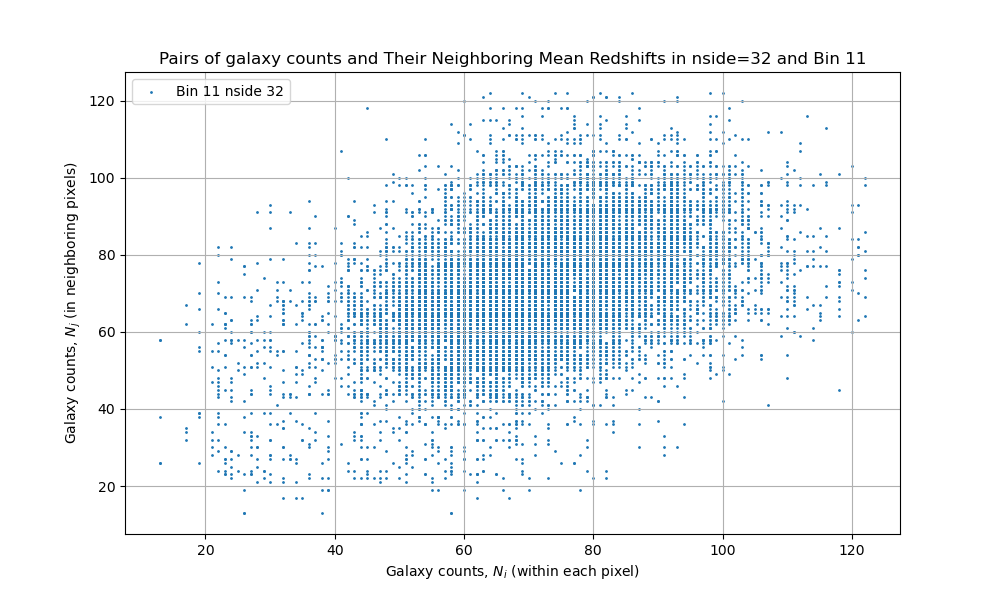 Pairs of galaxy counts and Their Neighboring Mean Redshifts in nside=32 and Bin 11
Bin 11 nside 32
120
100
80
60
40
20
Galaxy counts, N_j (in neighboring pixels)
20 40 60 80 100 120
Galaxy counts, N_i (within each pixel)